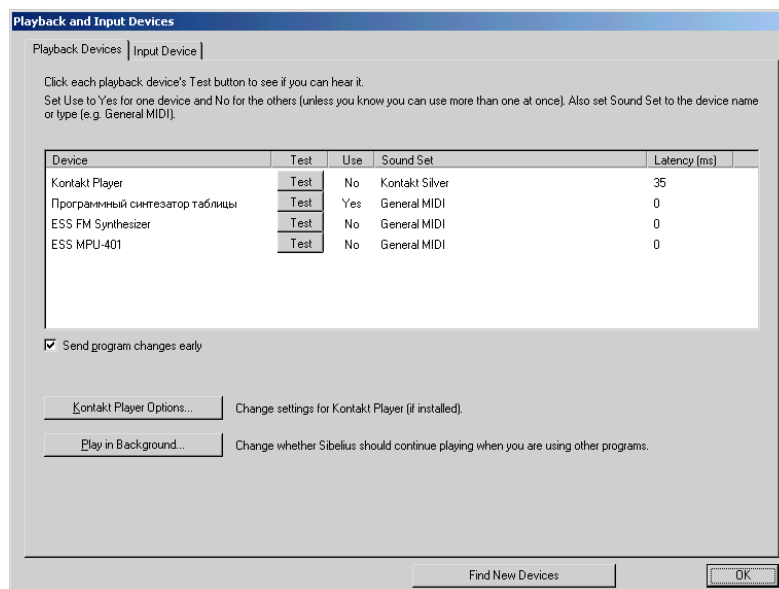 Playback and Input Devices
Playback Devices Input Device
Click each playback device's Test button to see if you can hear it.
Set Use to Yes for one device and No for the others (unless you know you can use more than one at once). Also set Sound Set to the device name
or type (e.g. General MIDI).
Device Test Use Sound Set Latency (ms)
Kontakt Player Test No Kontakt Silver 35
Программный синтезатор таблицы Test Yes General MIDI 0
ESS FM Synthesizer Test No General MIDI 0
ESS MPU-401 Test No General MIDI 0
Send program changes early
Kontakt Player Options... Change settings for Kontakt Player (if installed).
Play in Background... Change whether Sibelius should continue playing when you are using other programs.
Find New Devices OK